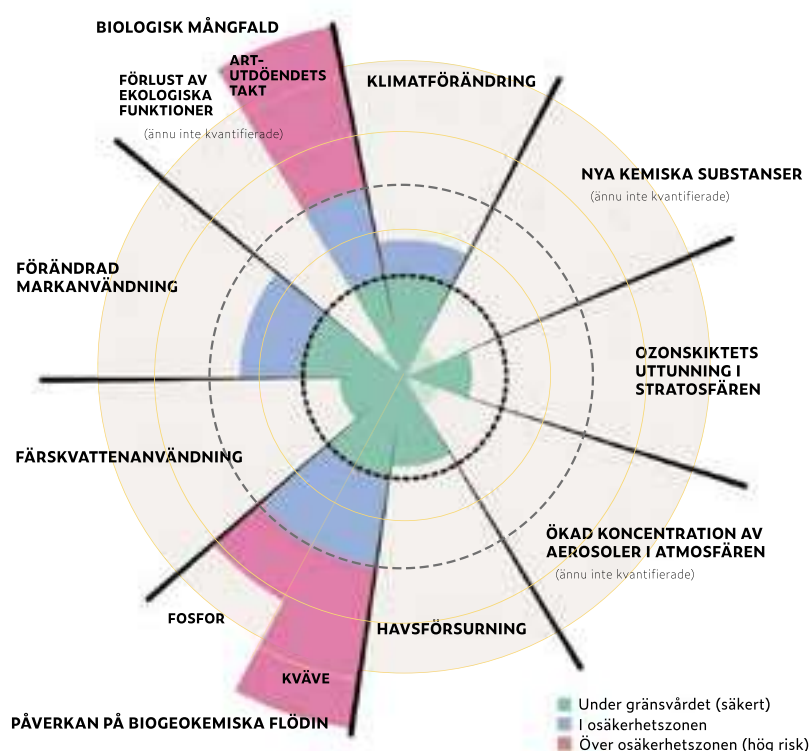 BIOLOGISK MÅNGFALD
ART-
UTDÖENDETS
TAKT
FÖRLUST AV
EKOLOGISKA
FUNKTIONER
(ännu inte kvantifierade)
KLIMATFÖRÄNDRING
NYA KEMISKA SUBSTANSER
(ännu inte kvantifierade)
FÖRÄNDRAD
MARKANVÄNDNING
OZONSKIKTETS
UTTUNNING I
STRATOSFÄREN
FÄRSKVATTENANVÄNDNING
ÖKAD KONCENTRATION AV
AEROSOLER I ATMOSFÄREN
(ännu inte kvantifierade)
FOSFOR
HAVSFÖRSURNING
KVÄVE
PÅVERKAN PÅ BIOGEOKEMISKA FLÖDIN
Under gränsvårdet (säkert)
I osäkerhetszonen
Över osäkerhetszonen (hög risk)